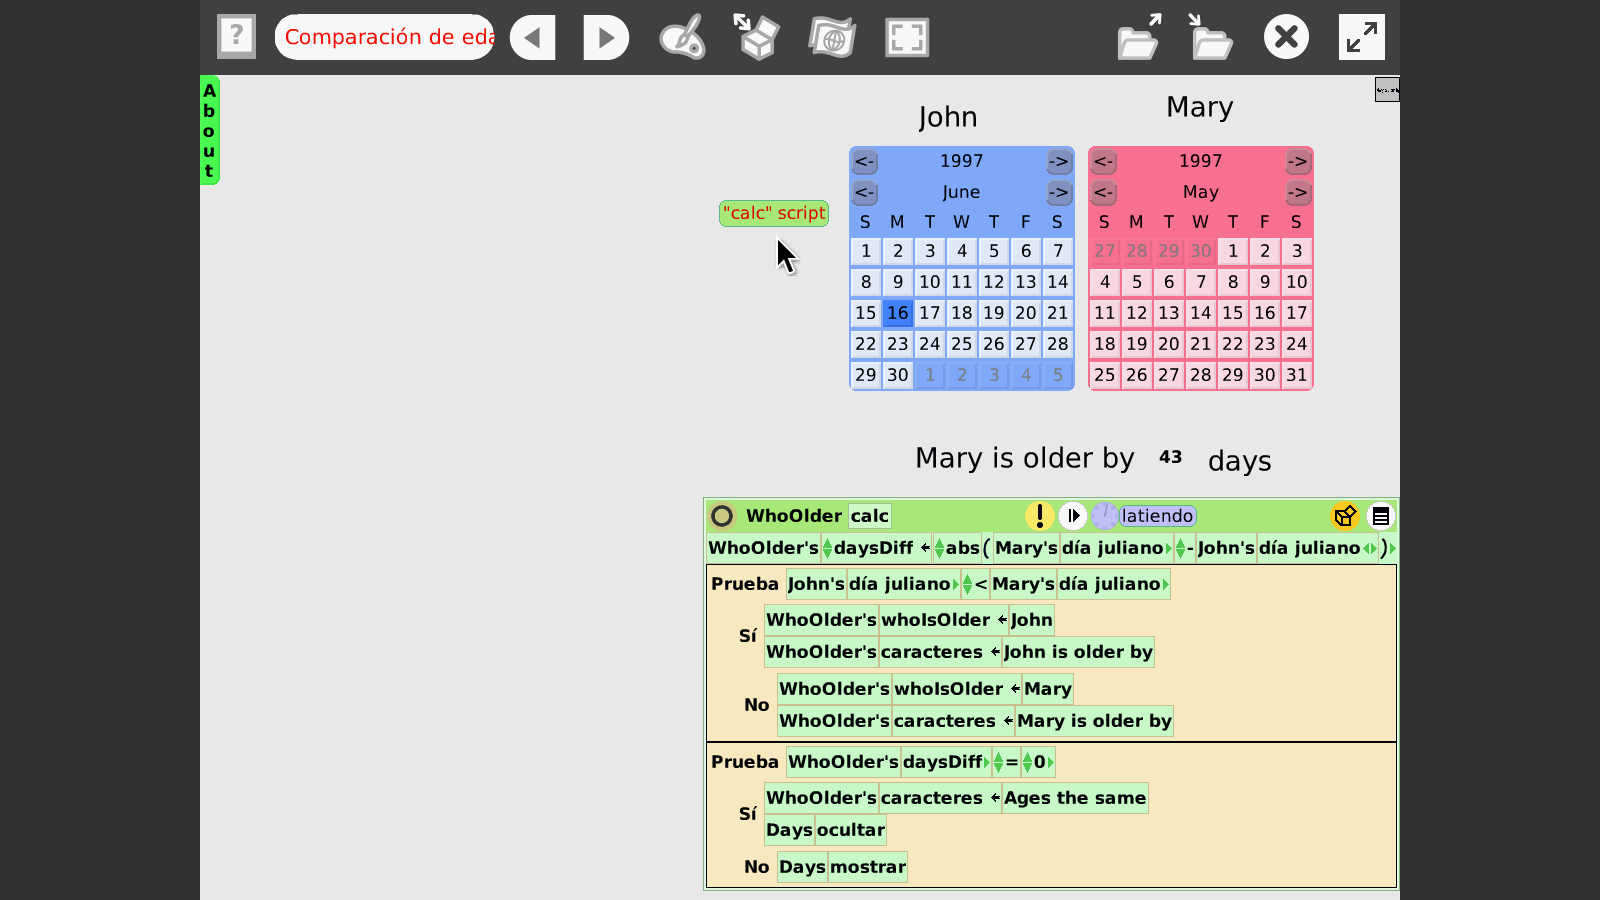 ?
Comparación de eda
About
John
Mary
"calc" script
<- 1997 ->
<- June ->
S M T W T F S
1 2 3 4 5 6 7
8 9 10 11 12 13 14
15 16 17 18 19 20 21
22 23 24 25 26 27 28
29 30 1 2 3 4 5
<- 1997 ->
<- May ->
S M T W T F S
27 28 29 30 1 2 3
4 5 6 7 8 9 10
11 12 13 14 15 16 17
18 19 20 21 22 23 24
25 26 27 28 29 30 31
Mary is older by 43 days
WhoOlder calc ! latiendo
WhoOlder's daysDiff ← abs ( Mary's día juliano - John's día juliano )
Prueba John's día juliano < Mary's día juliano
Sí
WhoOlder's whoIsOlder ← John
WhoOlder's caracteres ← John is older by
No
WhoOlder's whoIsOlder ← Mary
WhoOlder's caracteres ← Mary is older by
Prueba WhoOlder's daysDiff = 0
Sí
WhoOlder's caracteres ← Ages the same
Days ocultar
No Days mostrar